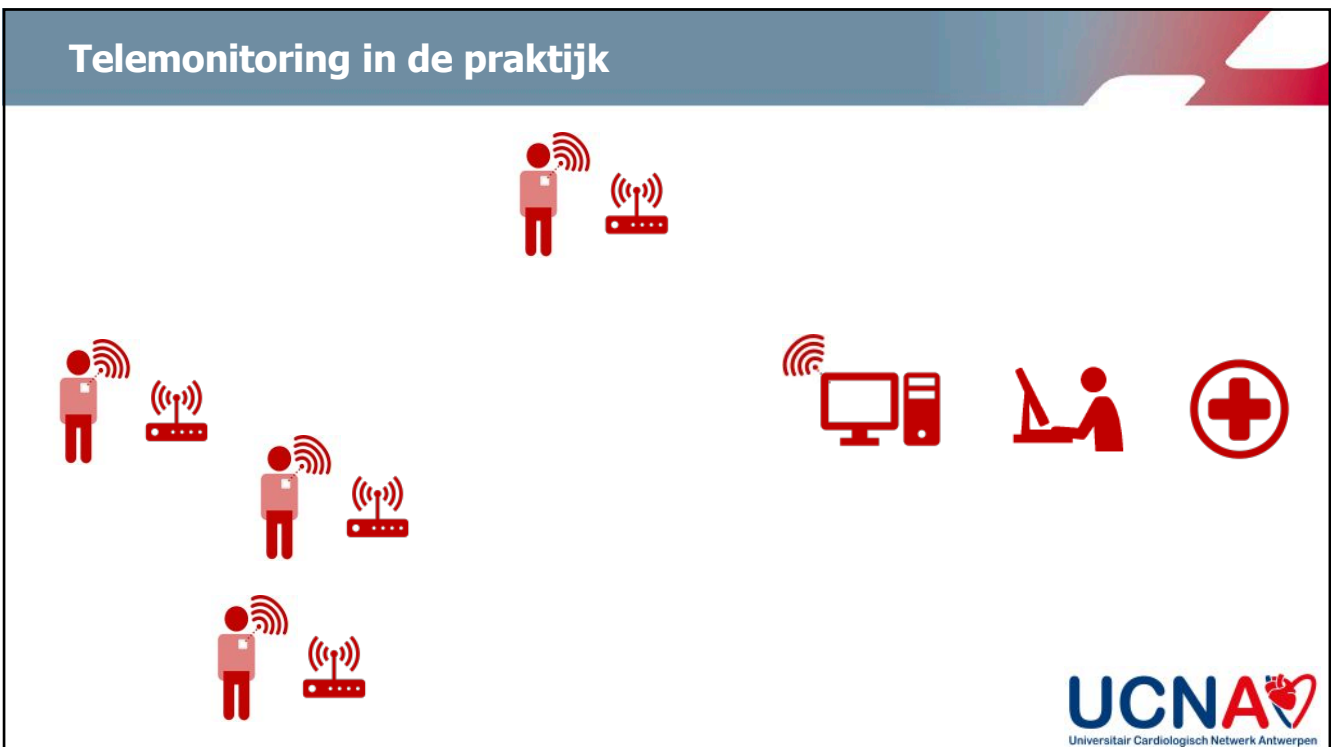 Telemonitoring in de praktijk
UCNA
Universitair Cardiologisch Netwerk Antwerpen